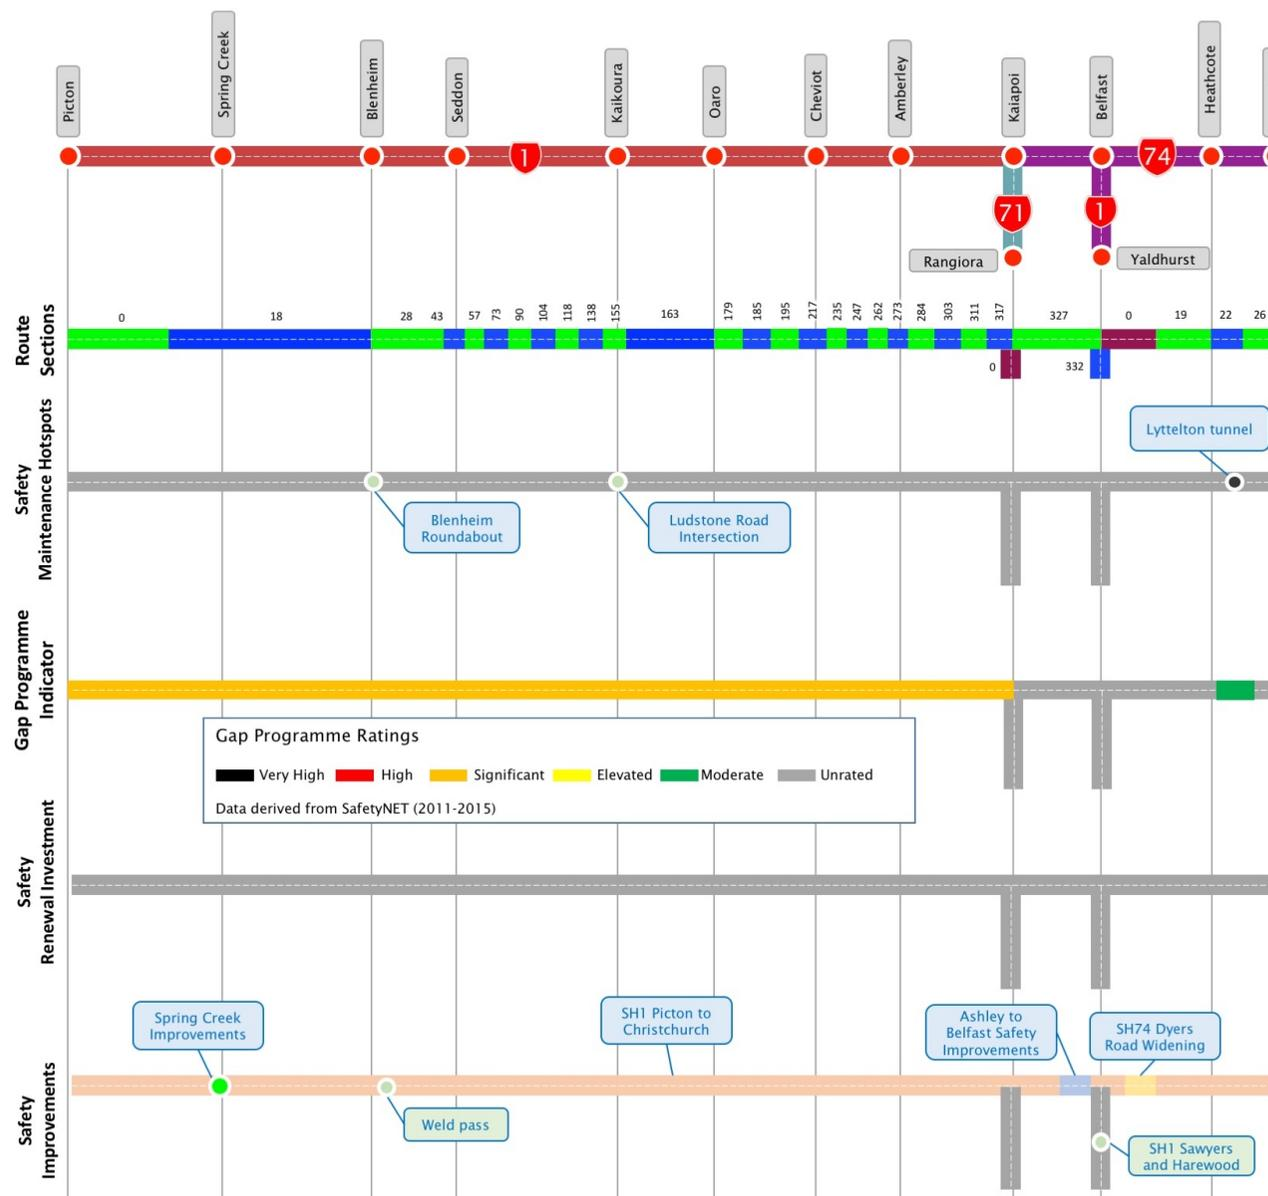 Picton
Spring Creek
Blenheim
Seddon
Kaikoura
Oaro
Cheviot
Amberley
Kaiapoi
Belfast
Heathcote
1
74
71
1
Rangiora
Yaldhurst
Route
Sections
0
18
28
43
57
73
90
104
118
138
155
163
179
185
195
217
235
247
262
273
284
303
311
317
327
0
19
22
26
0
332
Safety
Maintenance Hotspots
Lyttelton tunnel
Blenheim
Roundabout
Ludstone Road
Intersection
Gap Programme
Indicator
Gap Programme Ratings
Very High
High
Significant
Elevated
Moderate
Unrated
Data derived from SafetyNET (2011-2015)
Safety
Renewal Investment
Safety
Improvements
Spring Creek
Improvements
SH1 Picton to
Christchurch
Ashley to
Belfast Safety
Improvements
SH74 Dyers
Road Widening
Weld pass
SH1 Sawyers
and Harewood